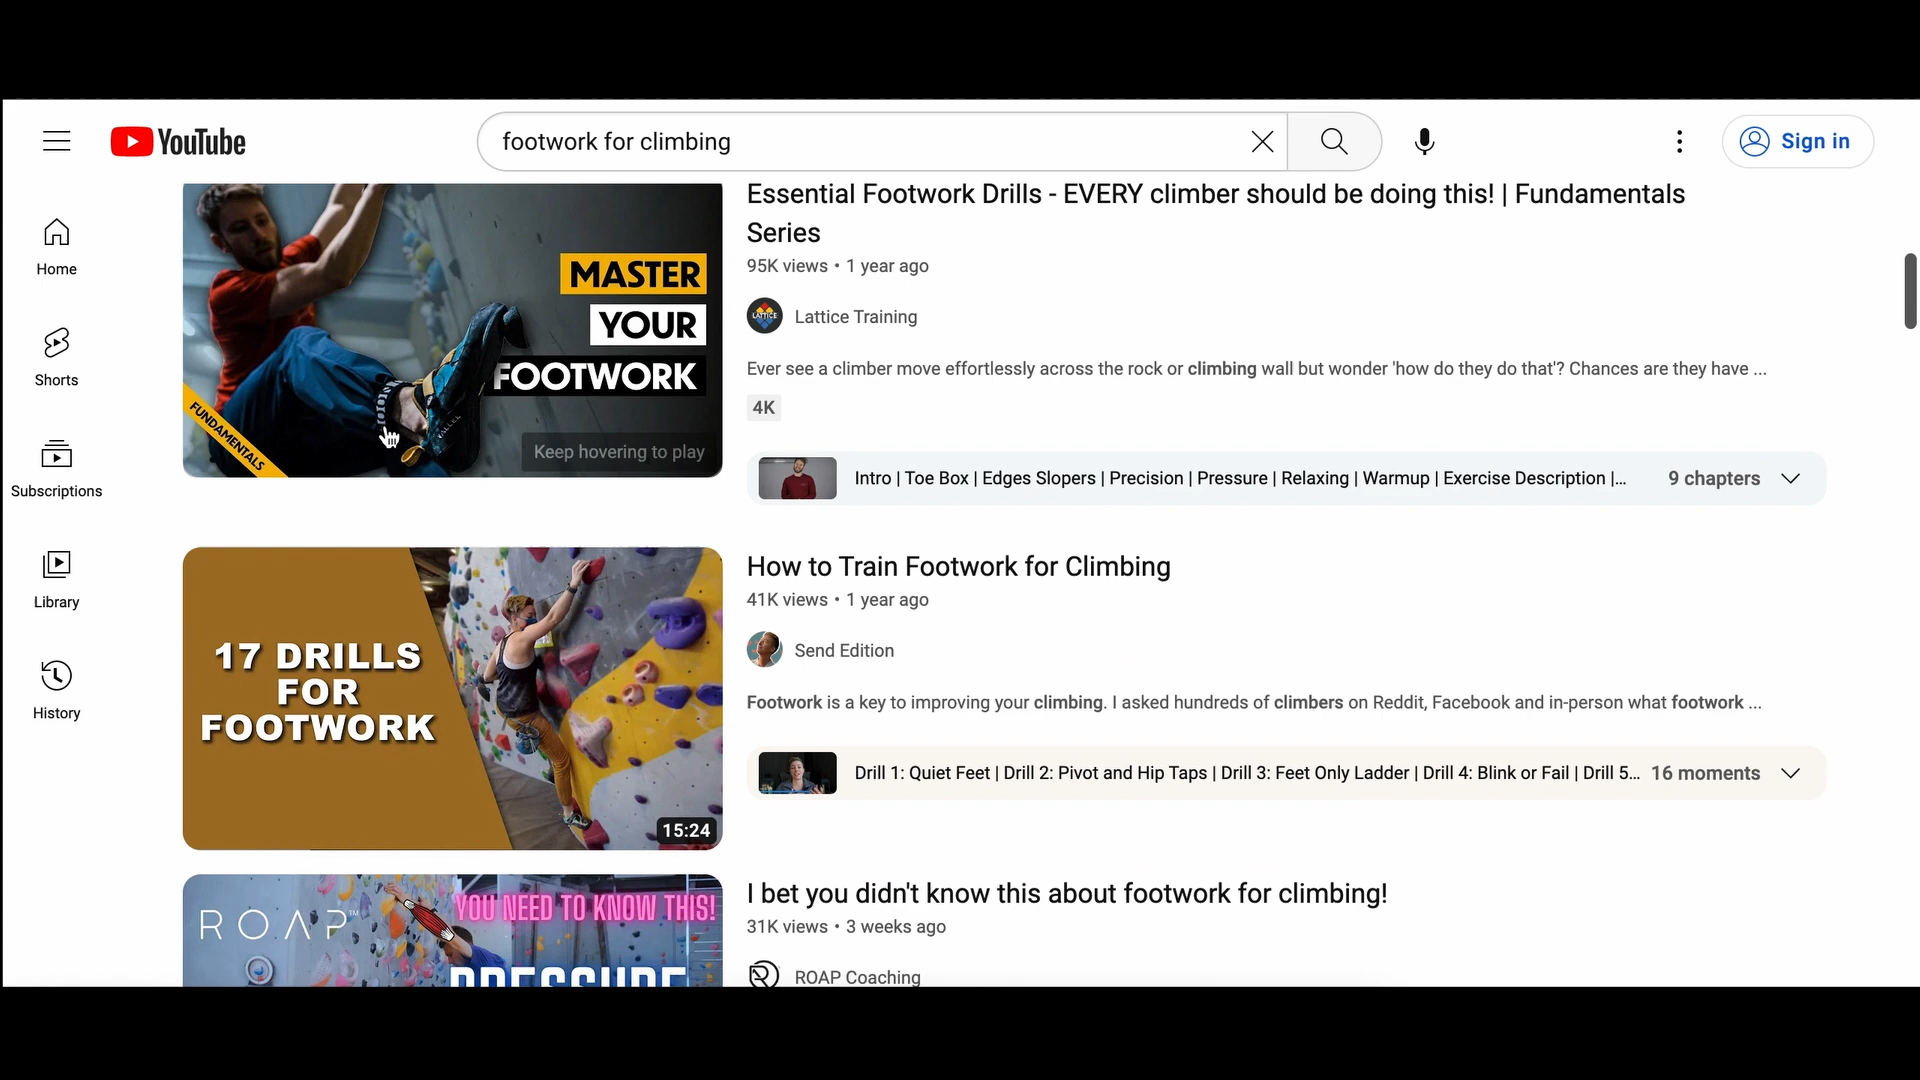 YouTube
footwork for climbing
Sign in
Home
Shorts
Subscriptions
Library
History
MASTER
YOUR
FOOTWORK
FUNDAMENTALS
Keep hovering to play
Essential Footwork Drills - EVERY climber should be doing this! | Fundamentals
Series
95K views • 1 year ago
LATTICE
Lattice Training
Ever see a climber move effortlessly across the rock or climbing wall but wonder 'how do they do that'? Chances are they have ...
4K
Intro | Toe Box | Edges Slopers | Precision | Pressure | Relaxing | Warmup | Exercise Description |...
9 chapters
17 DRILLS
FOR
FOOTWORK
15:24
How to Train Footwork for Climbing
41K views • 1 year ago
Send Edition
Footwork is a key to improving your climbing. I asked hundreds of climbers on Reddit, Facebook and in-person what footwork ...
Drill 1: Quiet Feet | Drill 2: Pivot and Hip Taps | Drill 3: Feet Only Ladder | Drill 4: Blink or Fail | Drill 5...
16 moments
ROAP™
YOU NEED TO KNOW THIS!
PRESSURE
I bet you didn't know this about footwork for climbing!
31K views • 3 weeks ago
ROAP Coaching